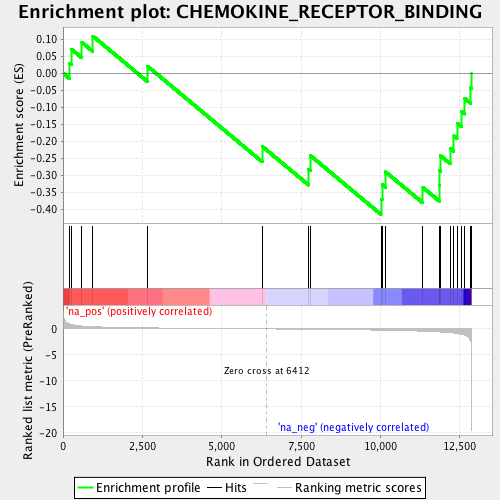 Enrichment plot: CHEMOKINE_RECEPTOR_BINDING
Enrichment score (ES)
0.10
0.05
0.00
-0.05
-0.10
-0.15
-0.20
-0.25
-0.30
-0.35
-0.40
'na_pos' (positively correlated)
Ranked list metric (PreRanked)
0
-5
-10
-15
-20
Zero cross at 6412
'na_neg' (negatively correlated)
0
2,500
5,000
7,500
10,000
12,500
Rank in Ordered Dataset
Enrichment profile
Hits
Ranking metric scores